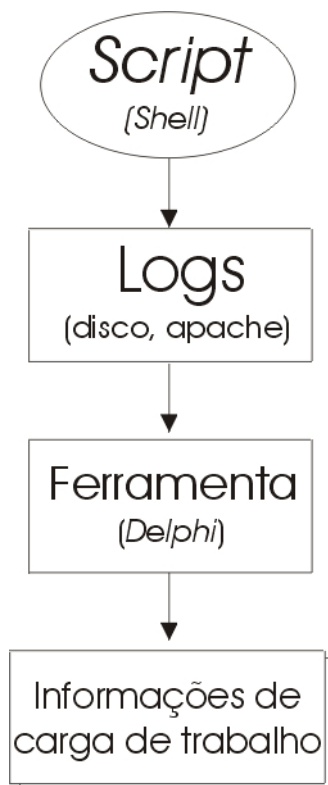 Script
(Shell)
Logs
(disco, apache)
Ferramenta
(Delphi)
Informações de
carga de trabalho